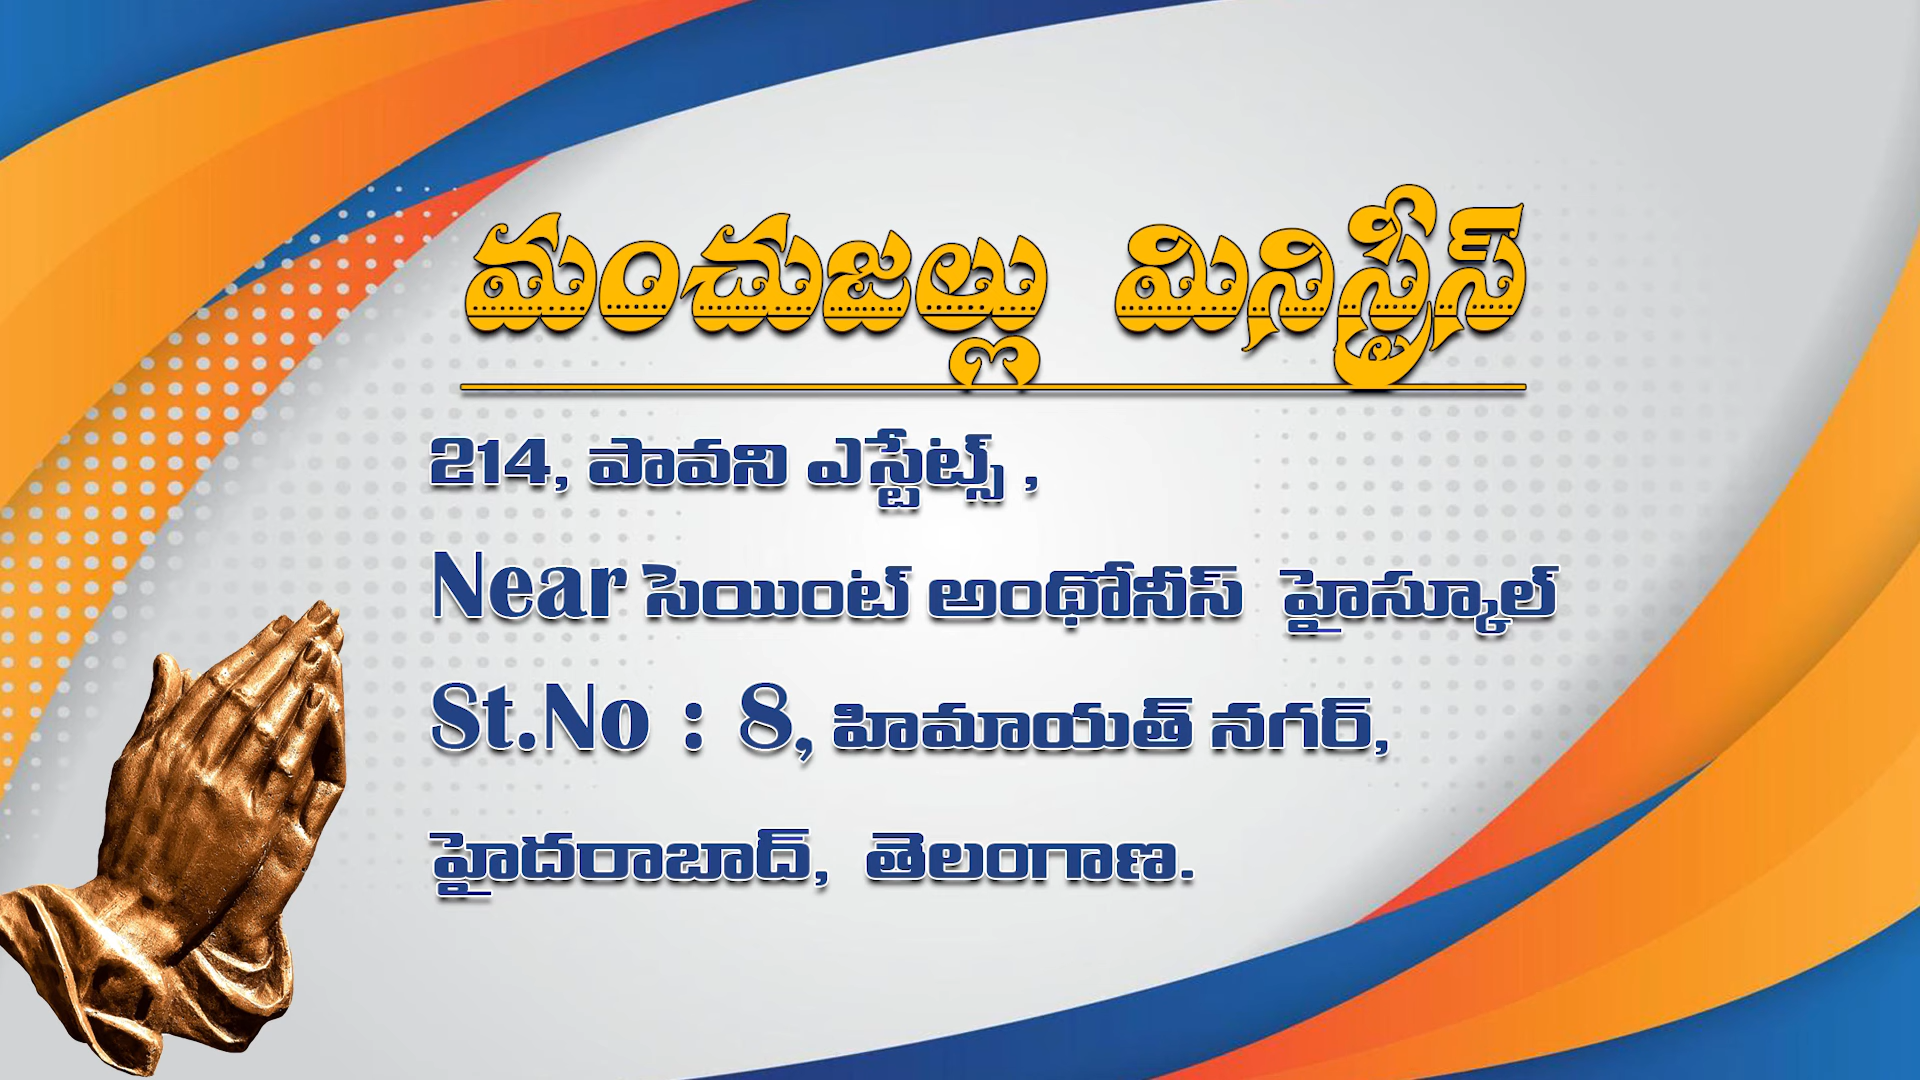 మంచుజల్లు మినిస్ట్రీస్
214, పావని ఎస్టేట్స్ ,
Near సెయింట్ అంథోనీస్ హైస్కూల్
St.No : 8, హిమాయత్ నగర్,
హైదరాబాద్, తెలంగాణ.